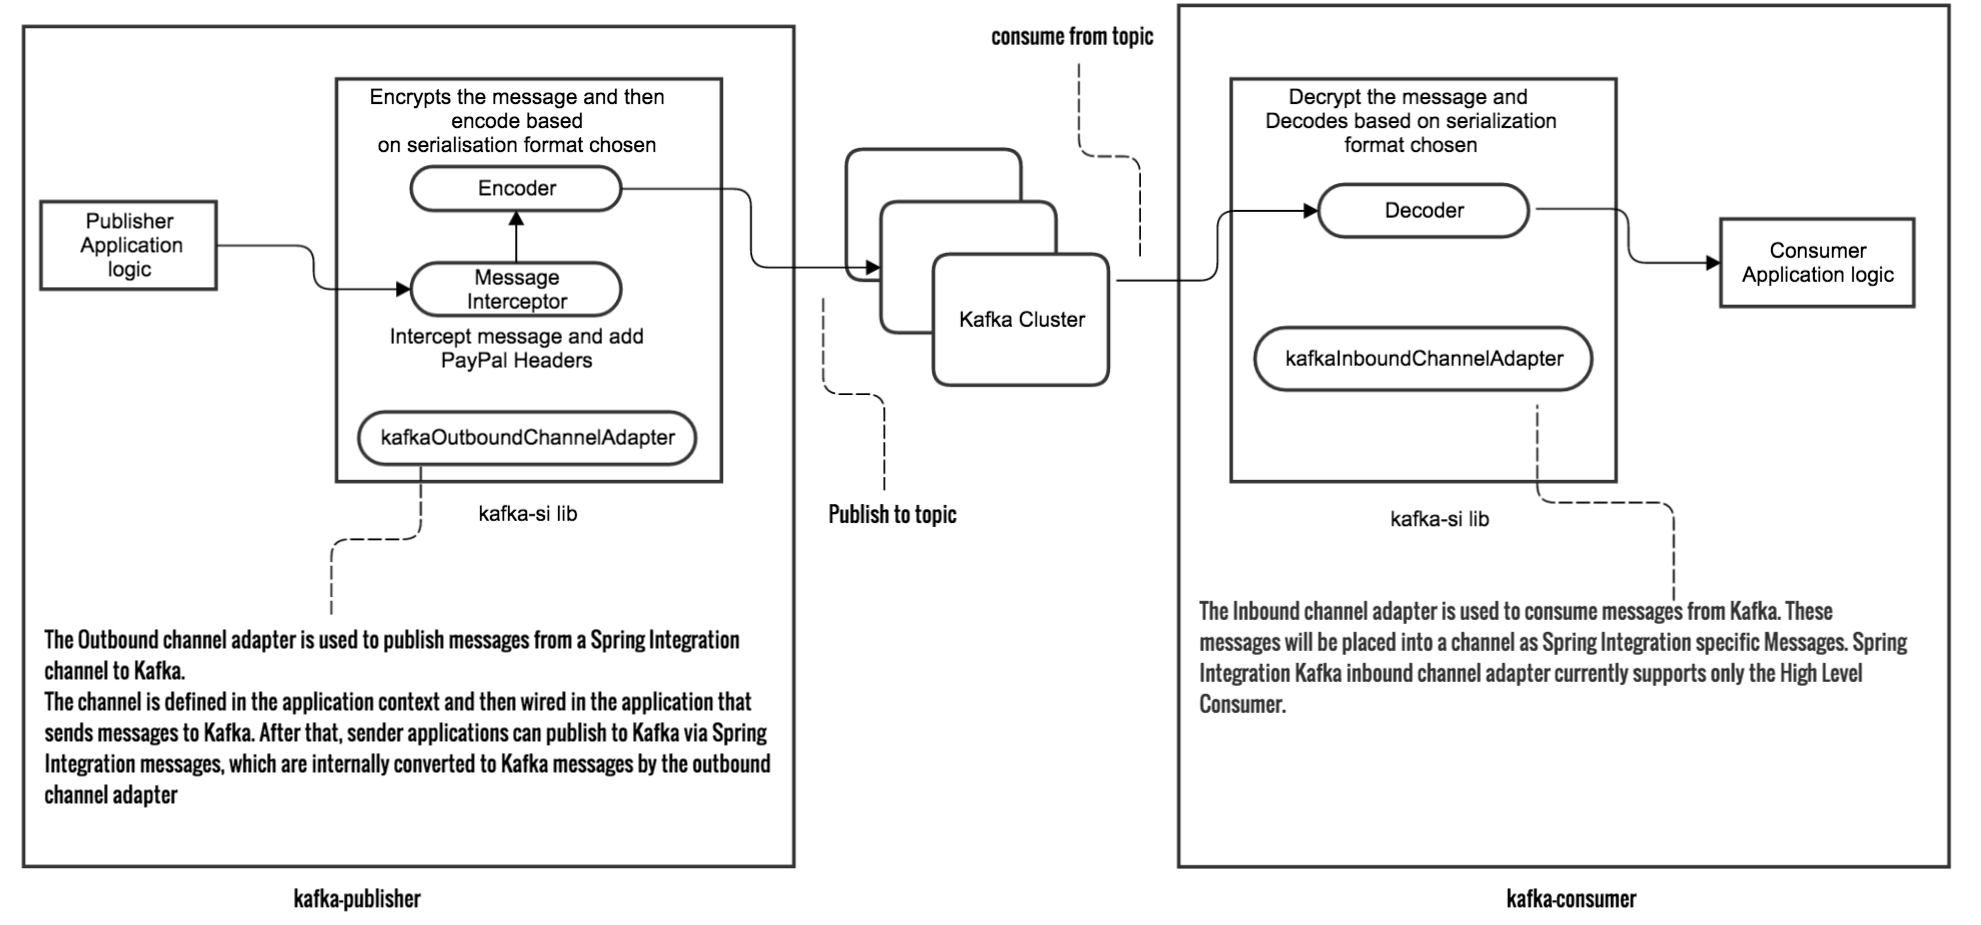 consume from topic
Encrypts the message and then
encode based
on serialisation format chosen
Encoder
Publisher
Application
logic
Message
Interceptor
Intercept message and add
PayPal Headers
kafkaOutboundChannelAdapter
kafka-si lib
The Outbound channel adapter is used to publish messages from a Spring Integration
channel to Kafka.
The channel is defined in the application context and then wired in the application that
sends messages to Kafka. After that, sender applications can publish to Kafka via Spring
Integration messages, which are internally converted to Kafka messages by the outbound
channel adapter
kafka-publisher
Kafka Cluster
Publish to topic
Decrypt the message and
Decodes based on serialization
format chosen
Decoder
Consumer
Application logic
kafkaInboundChannelAdapter
kafka-si lib
The Inbound channel adapter is used to consume messages from Kafka. These
messages will be placed into a channel as Spring Integration specific Messages. Spring
Integration Kafka inbound channel adapter currently supports only the High Level
Consumer.
kafka-consumer